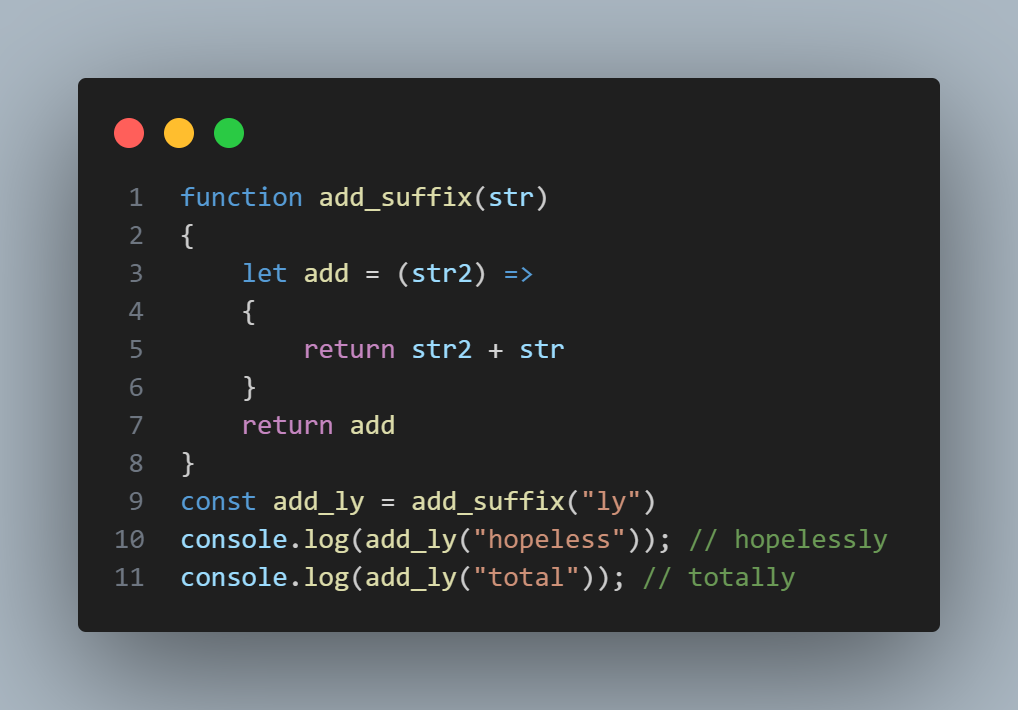 1 function add_suffix(str)
2 {
3     let add = (str2) =>
4     {
5         return str2 + str
6     }
7     return add
8 }
9 const add_ly = add_suffix("ly")
10 console.log(add_ly("hopeless")); // hopelessly
11 console.log(add_ly("total")); // totally